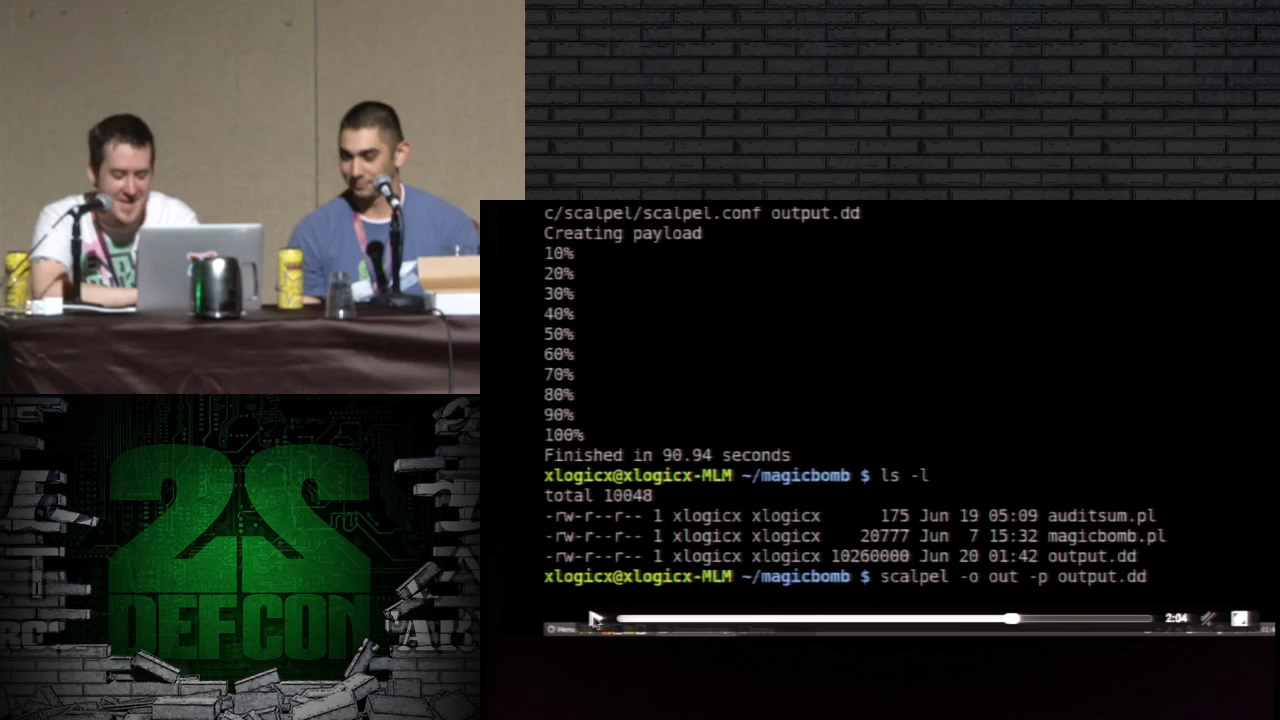 c/scalpel/scalpel.conf output.dd
Creating payload
10%
20%
30%
40%
50%
60%
70%
80%
90%
100%
Finished in 90.94 seconds
xlogicx@xlogicx-MLM ~/magicbomb $ ls -l
total 10048
-rw-r--r-- 1 xlogicx xlogicx 175 Jun 19 05:09 auditsum.pl
-rw-r--r-- 1 xlogicx xlogicx 20777 Jun 7 15:32 magicbomb.pl
-rw-r--r-- 1 xlogicx xlogicx 10260000 Jun 20 01:42 output.dd
xlogicx@xlogicx-MLM ~/magicbomb $ scalpel -o out -p output.dd
2:04
Menu
22
DEFCON